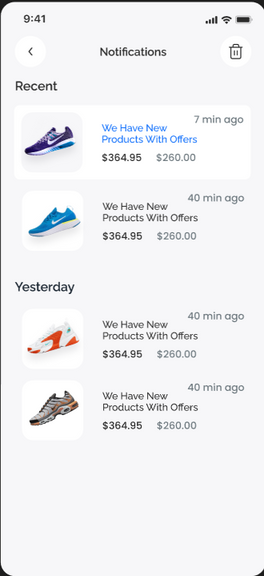 9:41
Notifications
Recent
7 min ago
We Have New
Products With Offers
$364.95 $260.00
40 min ago
We Have New
Products With Offers
$364.95 $260.00
Yesterday
40 min ago
We Have New
Products With Offers
$364.95 $260.00
40 min ago
We Have New
Products With Offers
$364.95 $260.00